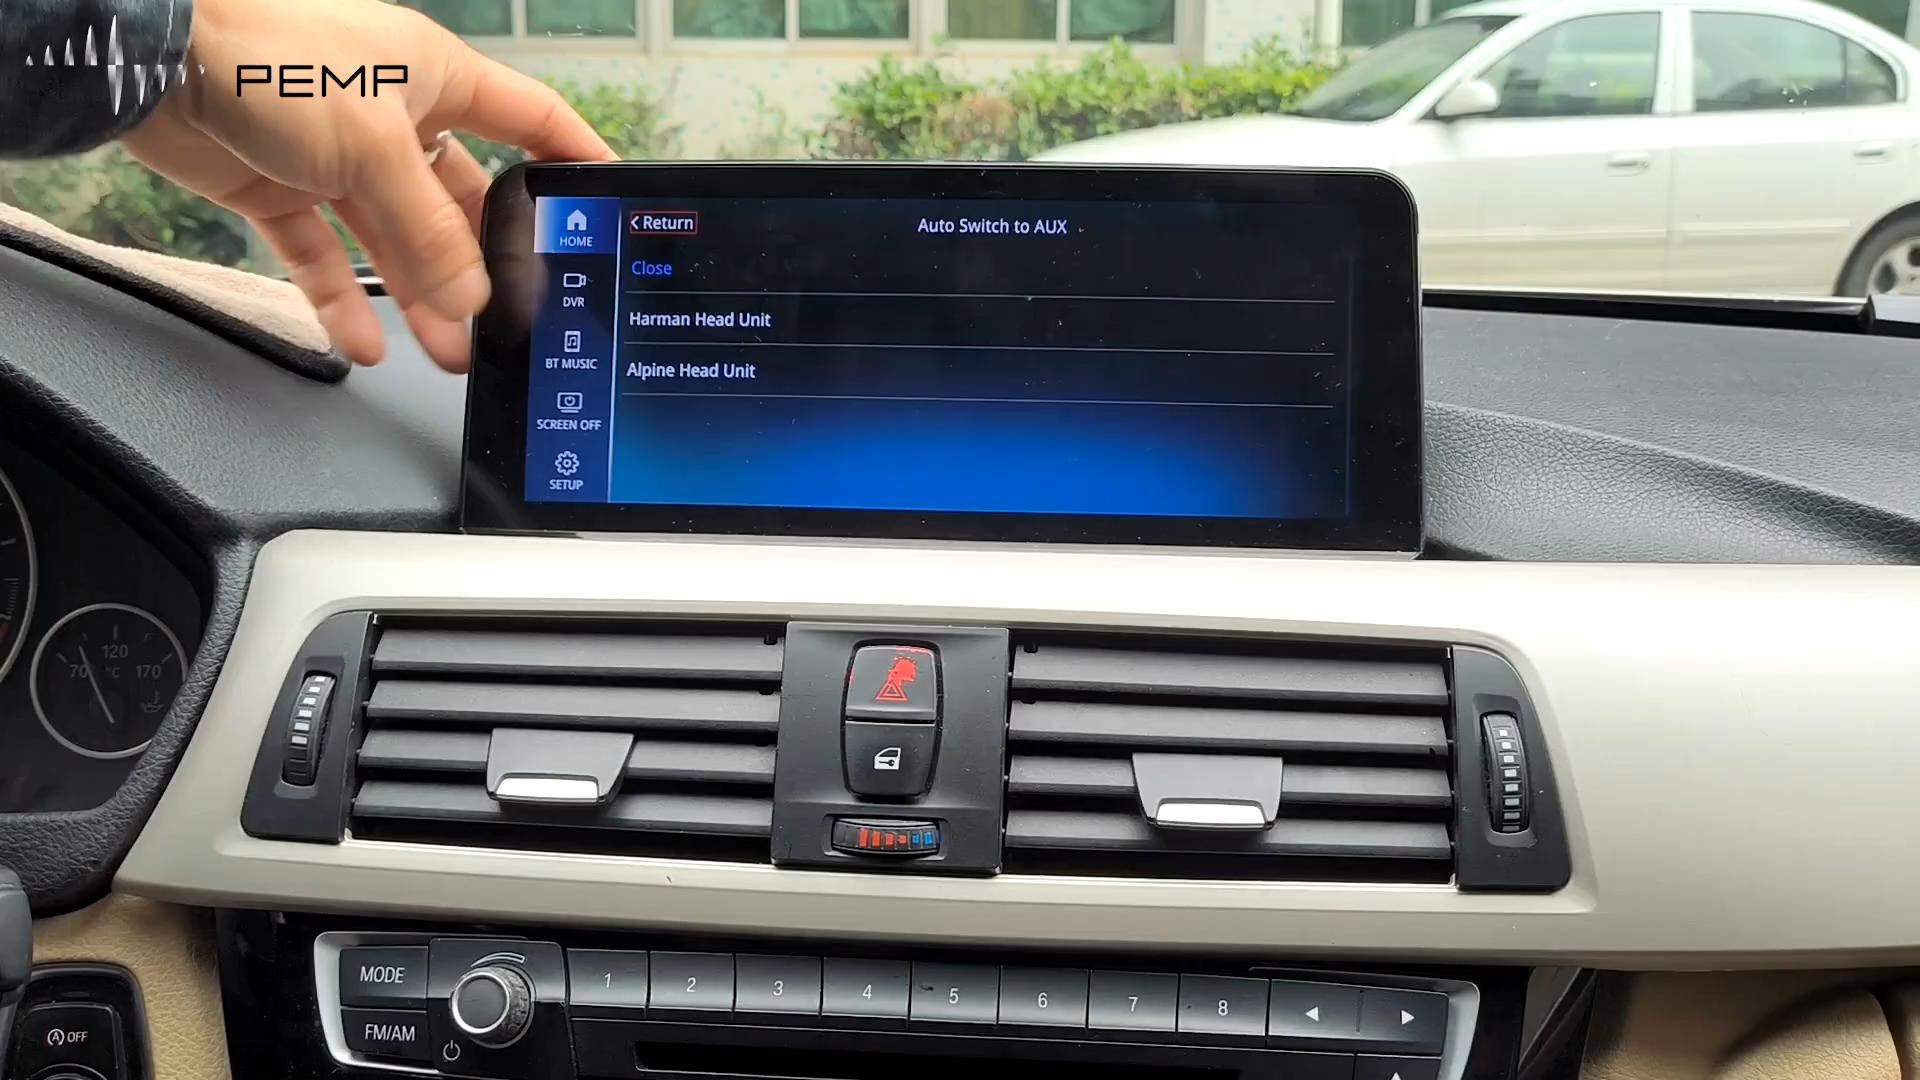 PEMP
HOME
DVR
BT MUSIC
SCREEN OFF
SETUP
Return
Auto Switch to AUX
Close
Harman Head Unit
Alpine Head Unit
120
70 °C 170
MODE
FM/AM
1 2 3 4 5 6 7 8
A OFF